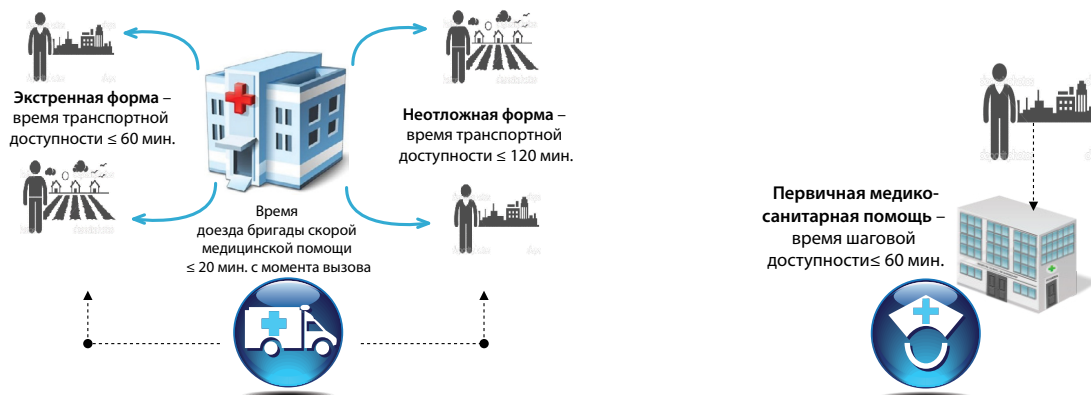 Экстренная форма –
время транспортной
доступности ≤ 60 мин.
Неотложная форма –
время транспортной
доступности ≤ 120 мин.
Время
доезда бригады скорой
медицинской помощи
≤ 20 мин. с момента вызова
Первичная медико-
санитарная помощь –
время шаговой
доступности≤ 60 мин.